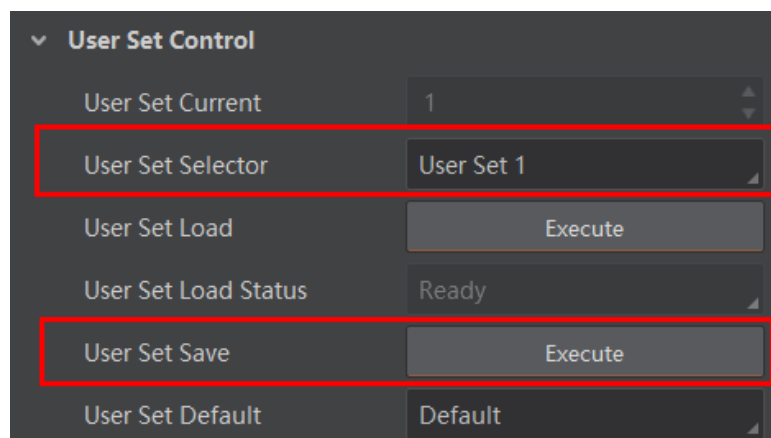 User Set Control
User Set Current 1
User Set Selector User Set 1
User Set Load Execute
User Set Load Status Ready
User Set Save Execute
User Set Default Default